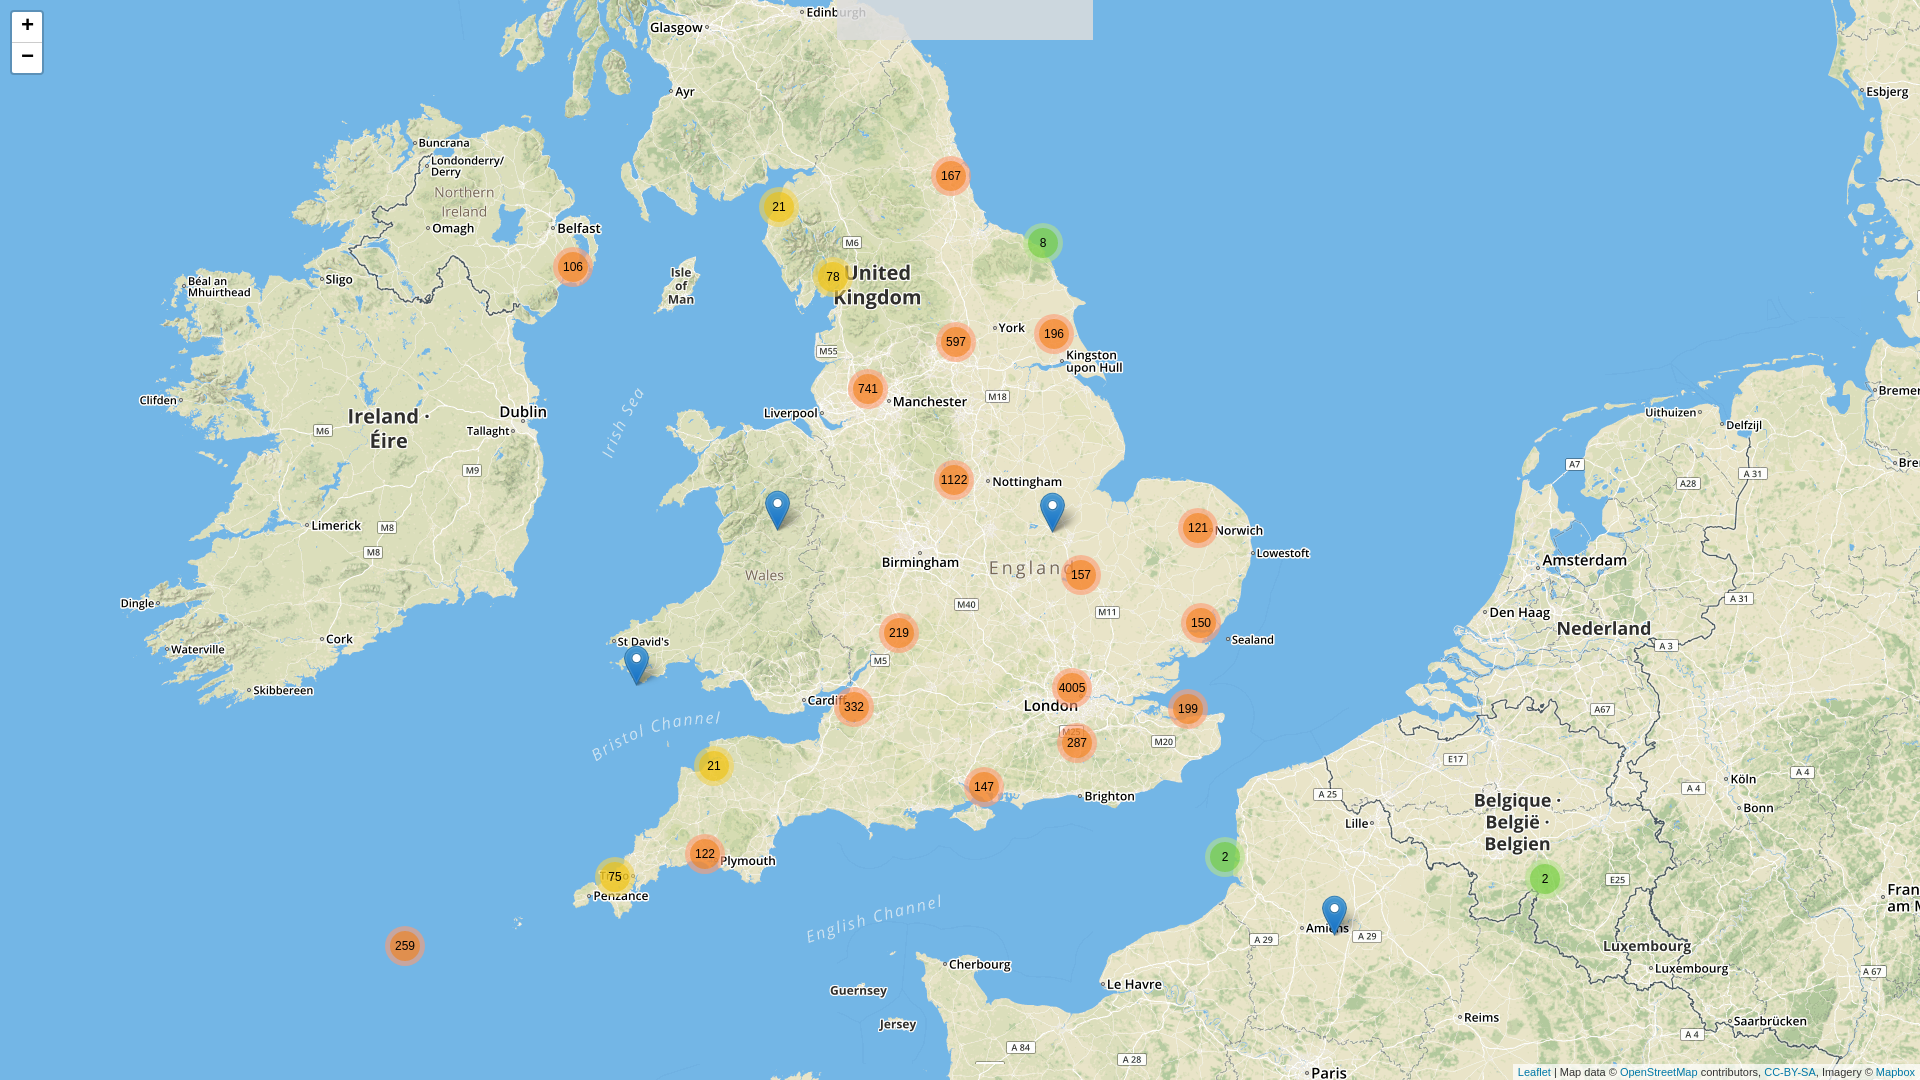 +
−
Edinburgh
Glasgow
Ayr
Esbjerg
Buncrana
Londonderry/
Derry
Northern
Ireland
Omagh
Belfast
167
21
8
106
M6
United
Kingdom
78
Isle
of
Man
Sligo
Béal an
Mhuirthead
York
196
597
Kingston
upon Hull
M55
741
Manchester
M18
Liverpool
Clifden
Ireland ·
Éire
M6
Dublin
Tallaght
M9
Irish Sea
Uithuizen
Delfzijl
Bremer
A7
A 31
A28
Bre
1122
Nottingham
Limerick
M8
M8
121
Norwich
Lowestoft
Birmingham
England
157
Wales
Amsterdam
Den Haag
A 31
Nederland
Dingle
M40
M11
150
Sealand
219
Cork
Waterville
St David's
M5
A 3
Skibbereen
4005
London
Cardiff
332
199
A67
Bristol Channel
M25
287
M20
E17
21
147
Brighton
A 25
Lille
Belgique ·
België ·
Belgien
Köln
A 4
A 4
Bonn
122
Plymouth
2
2
E25
75
Penzance
Fran
am M
English Channel
259
Amiens
A 29
A 29
Luxembourg
Luxembourg
A 67
Cherbourg
Le Havre
Guernsey
Jersey
Reims
Saarbrücken
A 4
A 84
A 28
Paris
Leaflet | Map data © OpenStreetMap contributors, CC-BY-SA, Imagery © Mapbox